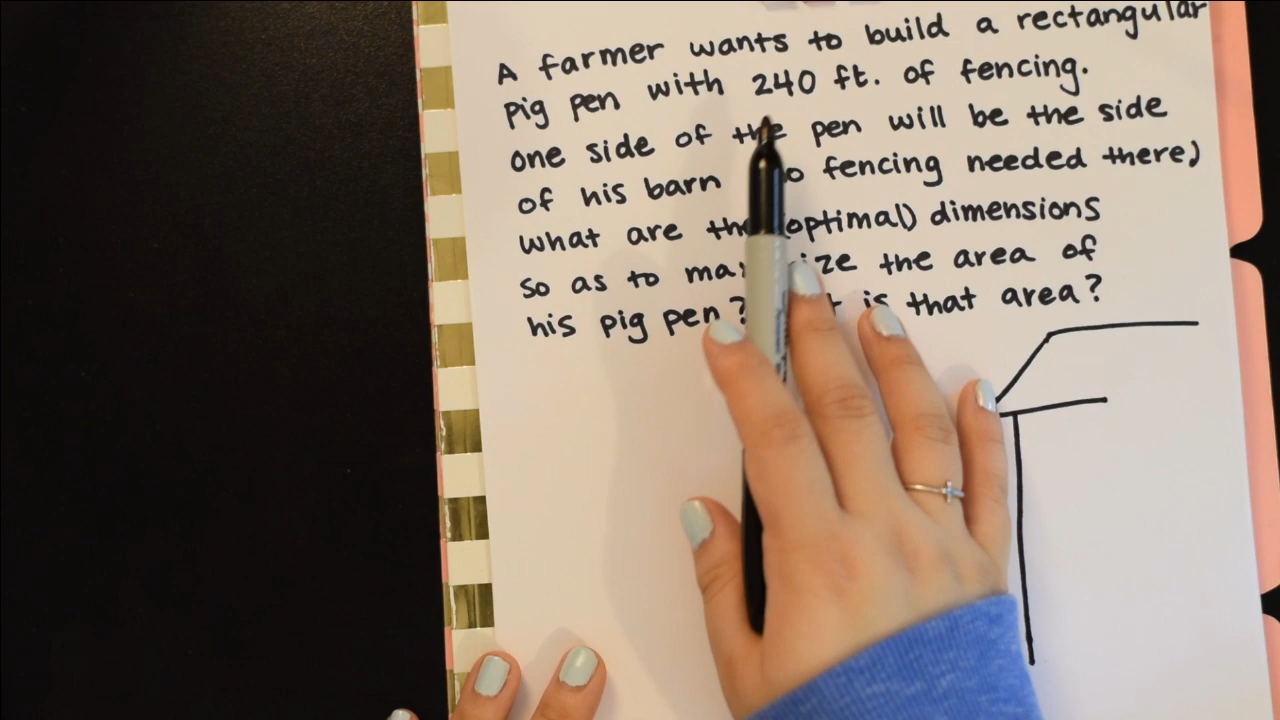 A farmer wants to build a rectangular
pig pen with 240 ft. of fencing.
one side of the pen will be the side
of his barn fencing needed there)
what are the (optimal) dimensions
so as to the area of
his pig pen? is that area?